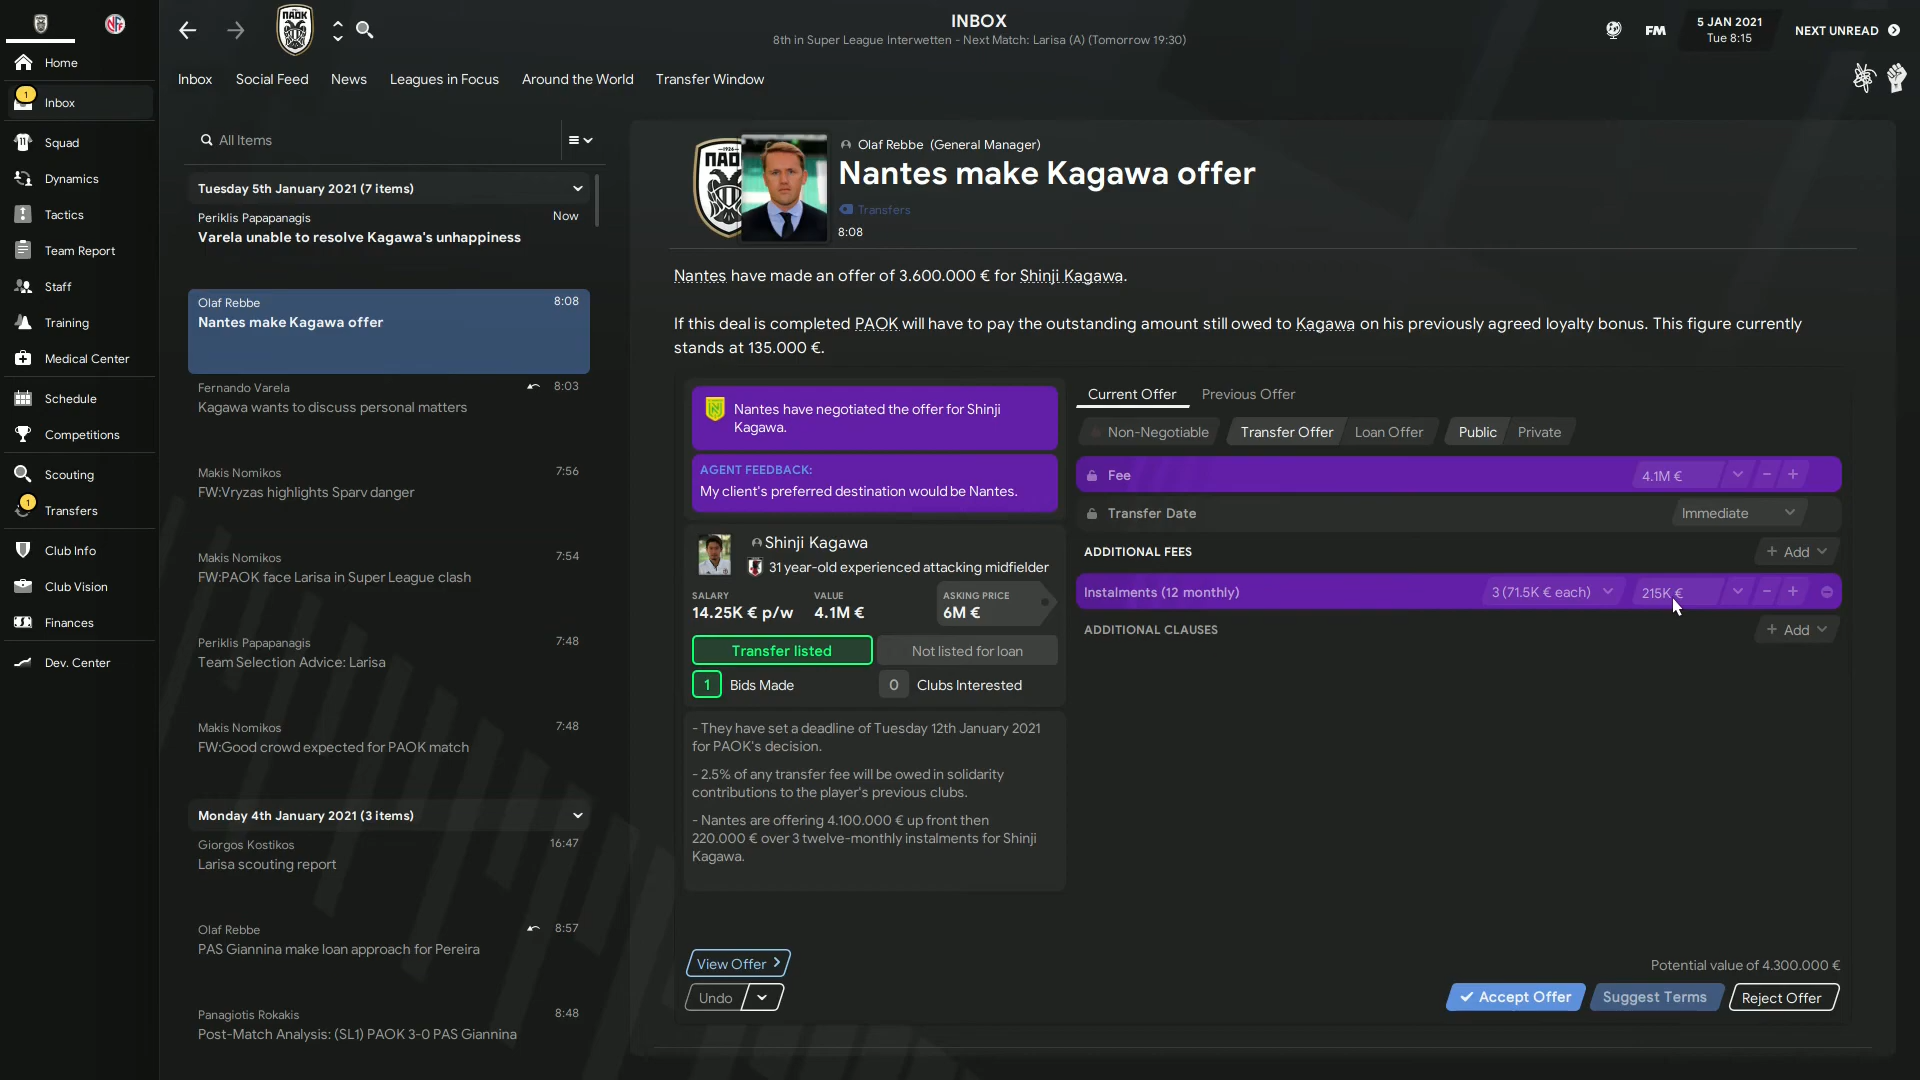 INBOX
8th in Super League Interwetten - Next Match: Larisa (A) (Tomorrow 19:30)
FM
5 JAN 2021
Tue 8:15
NEXT UNREAD
Home
1
Inbox
Squad
Dynamics
Tactics
Team Report
Staff
Training
Medical Center
Schedule
Competitions
Scouting
1
Transfers
Club Info
Club Vision
Finances
Dev. Center
Inbox
Social Feed
News
Leagues in Focus
Around the World
Transfer Window
All Items
Tuesday 5th January 2021 (7 items)
Periklis Papapanagis Now
Varela unable to resolve Kagawa's unhappiness
Olaf Rebbe 8:08
Nantes make Kagawa offer
Fernando Varela 8:03
Kagawa wants to discuss personal matters
Makis Nomikos 7:56
FW:Vryzas highlights Sparv danger
Makis Nomikos 7:54
FW:PAOK face Larisa in Super League clash
Periklis Papapanagis 7:48
Team Selection Advice: Larisa
Makis Nomikos 7:48
FW:Good crowd expected for PAOK match
Monday 4th January 2021 (3 items)
Giorgos Kostikos 16:47
Larisa scouting report
Olaf Rebbe 8:57
PAS Giannina make loan approach for Pereira
Panagiotis Rokakis 8:48
Post-Match Analysis: (SL1) PAOK 3-0 PAS Giannina
Olaf Rebbe (General Manager)
Nantes make Kagawa offer
Transfers
8:08
Nantes have made an offer of 3.600.000 € for Shinji Kagawa.
If this deal is completed PAOK will have to pay the outstanding amount still owed to Kagawa on his previously agreed loyalty bonus. This figure currently
stands at 135.000 €.
Nantes have negotiated the offer for Shinji
Kagawa.
AGENT FEEDBACK:
My client's preferred destination would be Nantes.
Shinji Kagawa
31 year-old experienced attacking midfielder
SALARY VALUE ASKING PRICE
14.25K € p/w 4.1M € 6M €
Transfer listed Not listed for loan
1 Bids Made 0 Clubs Interested
- They have set a deadline of Tuesday 12th January 2021
for PAOK's decision.
- 2.5% of any transfer fee will be owed in solidarity
contributions to the player's previous clubs.
- Nantes are offering 4.100.000 € up front then
220.000 € over 3 twelve-monthly instalments for Shinji
Kagawa.
Current Offer Previous Offer
Non-Negotiable Transfer Offer Loan Offer Public Private
Fee 4.1M €
Transfer Date Immediate
ADDITIONAL FEES + Add
Instalments (12 monthly) 3 (71.5K € each) 215K €
ADDITIONAL CLAUSES + Add
View Offer
Undo
Potential value of 4.300.000 €
Accept Offer Suggest Terms Reject Offer